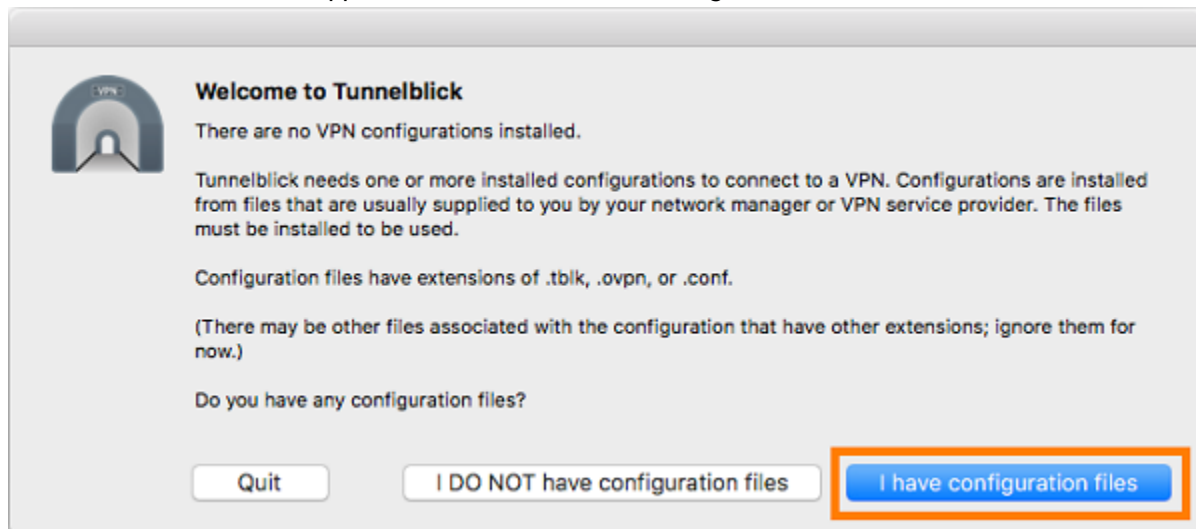 VPN
Welcome to Tunnelblick
There are no VPN configurations installed.
Tunnelblick needs one or more installed configurations to connect to a VPN. Configurations are installed
from files that are usually supplied to you by your network manager or VPN service provider. The files
must be installed to be used.
Configuration files have extensions of .tblk, .ovpn, or .conf.
(There may be other files associated with the configuration that have other extensions; ignore them for
now.)
Do you have any configuration files?
Quit
I DO NOT have configuration files
I have configuration files